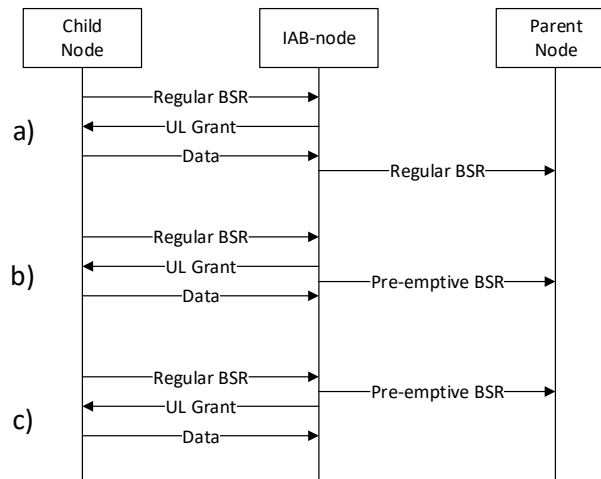 Child
Node
IAB-node
Parent
Node
a)
Regular BSR
UL Grant
Data
Regular BSR
b)
Regular BSR
UL Grant
Pre-emptive BSR
Data
c)
Regular BSR
Pre-emptive BSR
UL Grant
Data